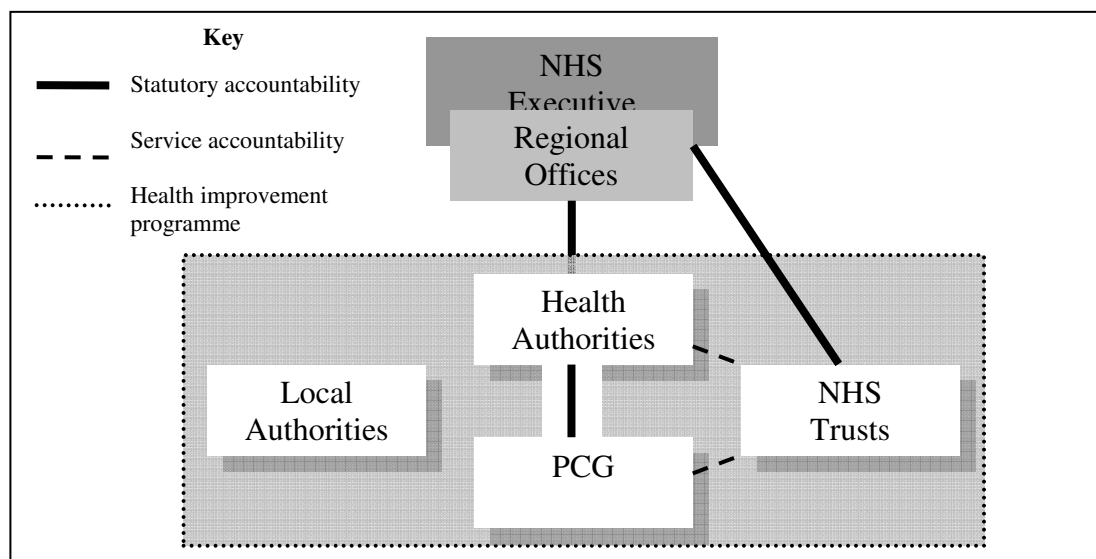 Key
Statutory accountability
Service accountability
Health improvement
programme
NHS
Executive
Regional
Offices
Health
Authorities
Local
Authorities
NHS
Trusts
PCG